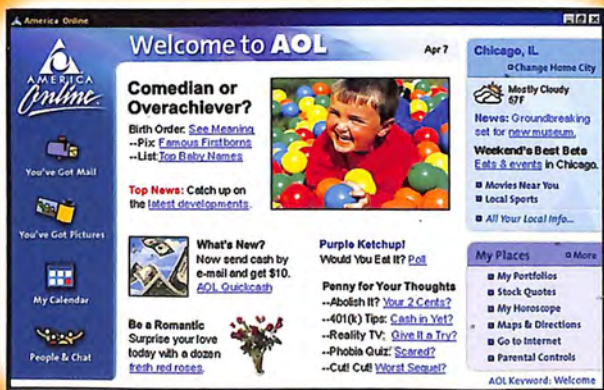 America Online
AMERICA
Online
You've Got Mail
You've Got Pictures
My Calendar
People & Chat
Welcome to AOL
Apr 7
Comedian or
Overachiever?
Birth Order: See Meaning
--Pix: Famous Firstborns
--List:Top Baby Names
Top News: Catch up on
the latest developments.
What's New?
Now send cash by
e-mail and get $10.
AOL Quickcash
Be a Romantic
Surprise your love
today with a dozen
fresh red roses.
Purple Ketchup!
Would You Eat It? Poll
Penny for Your Thoughts
--Abolish It? Your 2 Cents?
--401(k) Tips: Cash in Yet?
--Reality TV: Give It a Try?
--Phobia Quiz: Scared?
--Cut! Cut! Worst Sequel?
Chicago, IL
Change Home City
Mostly Cloudy
57F
News: Groundbreaking
set for new museum.
Weekend's Best Bets
Eats & events in Chicago.
Movies Near You
Local Sports
All Your Local Info...
My Places
More
My Portfolios
Stock Quotes
My Horoscope
Maps & Directions
Go to Internet
Parental Controls
AOL Keyword: Welcome